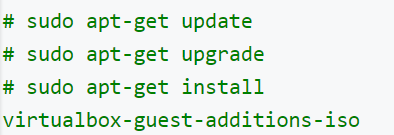 # sudo apt-get update
# sudo apt-get upgrade
# sudo apt-get install
virtualbox-guest-additions-iso